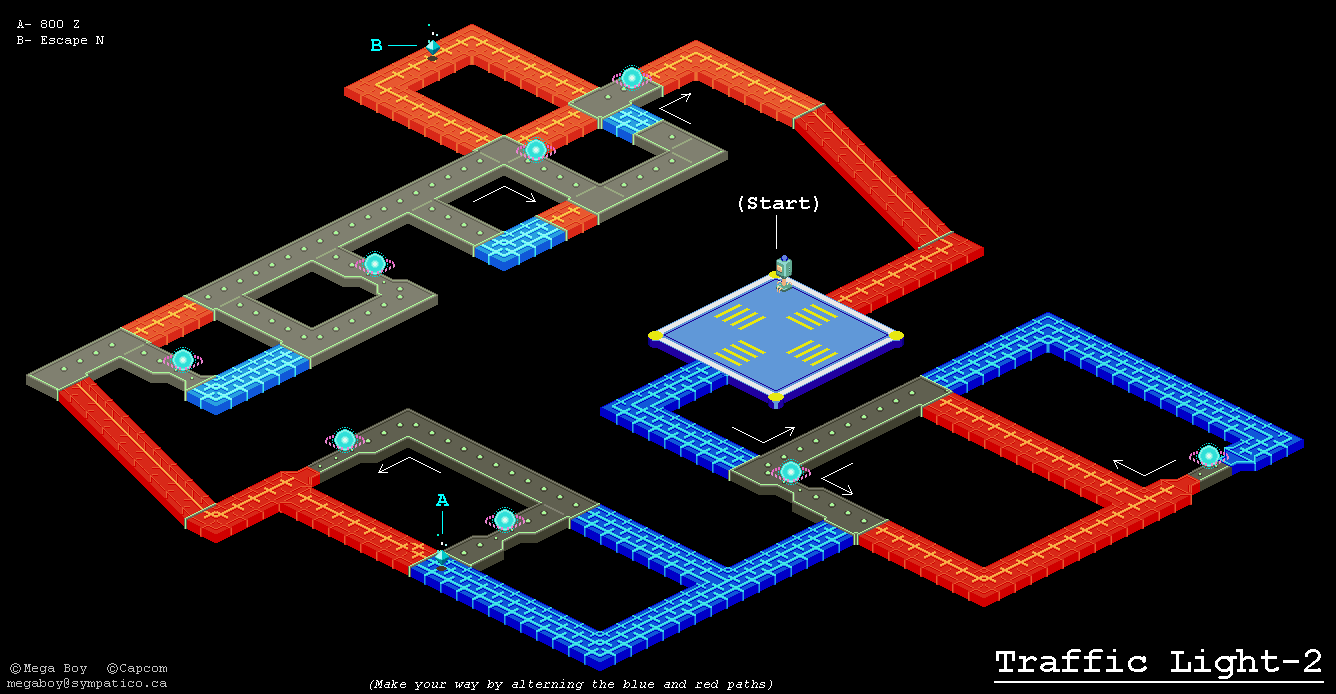 A- 800 Z
B- Escape N
B
(Start)
A
©Mega Boy ©Capcom
megaboy@sympatico.ca
(Make your way by alterning the blue and red paths)
Traffic Light-2